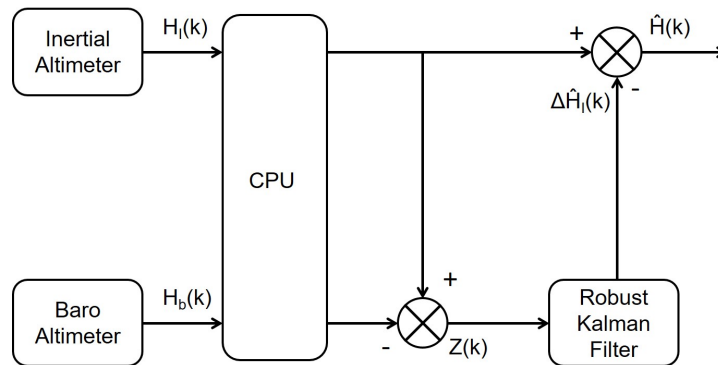 Inertial
Altimeter
H_I(k)
CPU
+
Ĥ(k)
-
ΔĤ_I(k)
Baro
Altimeter
H_b(k)
+
-
Z(k)
Robust
Kalman
Filter